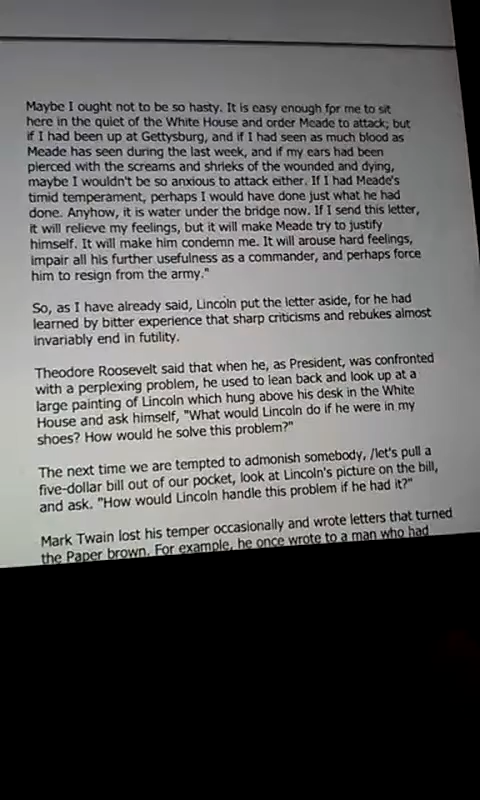 Maybe I ought not to be so hasty. It is easy enough fpr me to sit
here in the quiet of the White House and order Meade to attack; but
if I had been up at Gettysburg, and if I had seen as much blood as
Meade has seen during the last week, and if my ears had been
pierced with the screams and shrieks of the wounded and dying,
maybe I wouldn't be so anxious to attack either. If I had Meade's
timid temperament, perhaps I would have done just what he had
done. Anyhow, it is water under the bridge now. If I send this letter,
it will relieve my feelings, but it will make Meade try to justify
himself. It will make him condemn me. It will arouse hard feelings,
impair all his further usefulness as a commander, and perhaps force
him to resign from the army."
So, as I have already said, Lincoln put the letter aside, for he had
learned by bitter experience that sharp criticisms and rebukes almost
invariably end in futility.
Theodore Roosevelt said that when he, as President, was confronted
with a perplexing problem, he used to lean back and look up at a
large painting of Lincoln which hung above his desk in the White
House and ask himself, "What would Lincoln do if he were in my
shoes? How would he solve this problem?"
The next time we are tempted to admonish somebody, /let's pull a
five-dollar bill out of our pocket, look at Lincoln's picture on the bill,
and ask. "How would Lincoln handle this problem if he had it?"
Mark Twain lost his temper occasionally and wrote letters that turned
the Paper brown. For example, he once wrote to a man who had